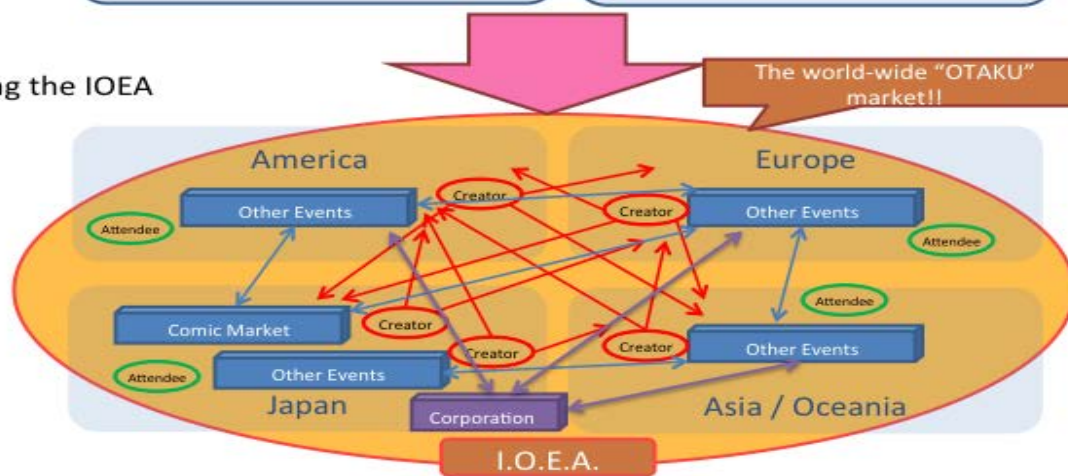 ng the IOEA
The world-wide “OTAKU”
market!!
America
Europe
Creator
Other Events
Creator
Other Events
Attendee
Attendee
Attendee
Comic Market
Creator
Creator
Creator
Other Events
Other Events
Attendee
Japan
Corporation
Asia / Oceania
I.O.E.A.